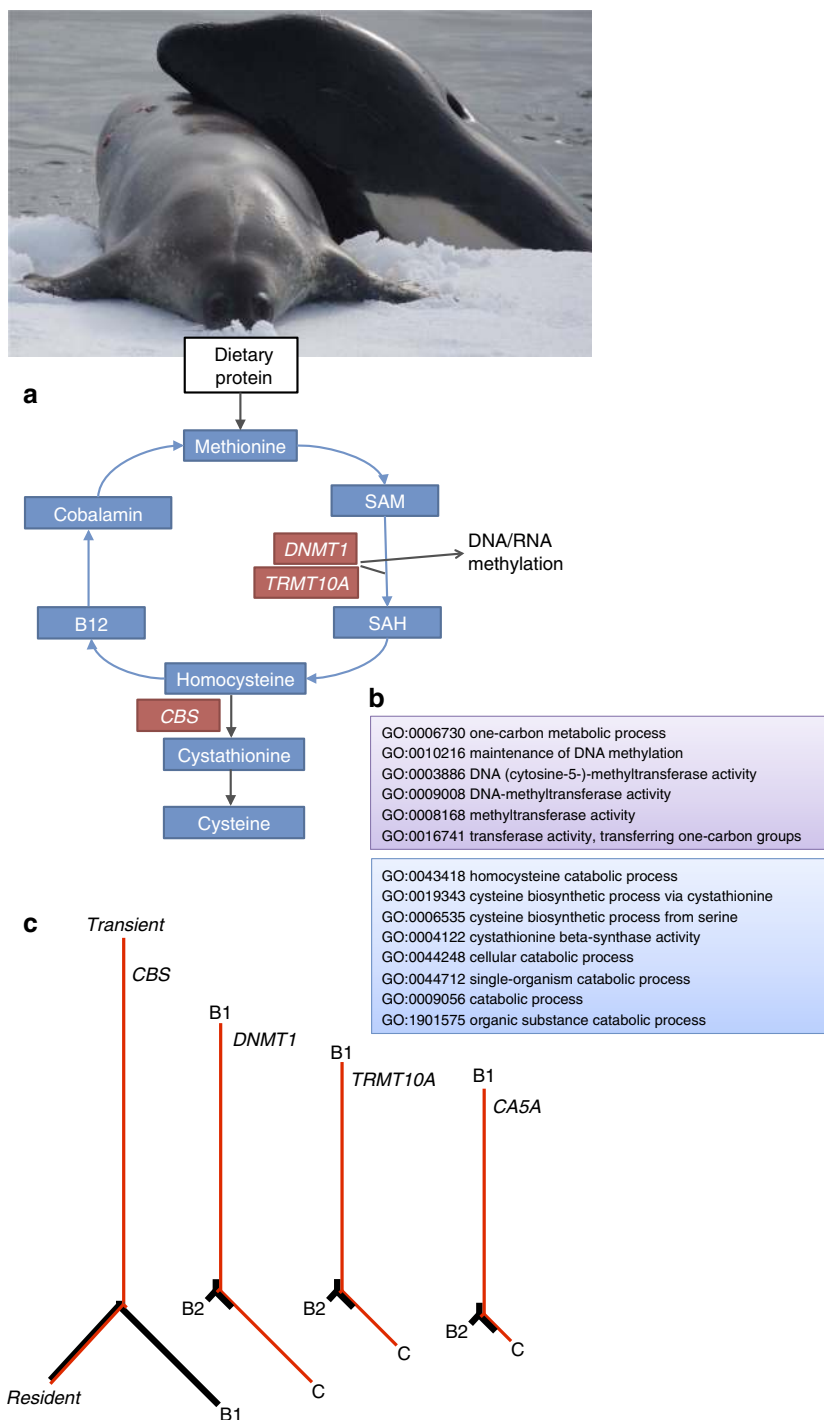 Dietary
protein
a
Methionine
Cobalamin
SAM
DNMT1
TRMT10A
DNA/RNA
methylation
B12
SAH
Homocysteine
CBS
Cystathionine
Cysteine
b
GO:0006730 one-carbon metabolic process
GO:0010216 maintenance of DNA methylation
GO:0003886 DNA (cytosine-5-)-methyltransferase activity
GO:0009008 DNA-methyltransferase activity
GO:0008168 methyltransferase activity
GO:0016741 transferase activity, transferring one-carbon groups
GO:0043418 homocysteine catabolic process
GO:0019343 cysteine biosynthetic process via cystathionine
GO:0006535 cysteine biosynthetic process from serine
GO:0004122 cystathionine beta-synthase activity
GO:0044248 cellular catabolic process
GO:0044712 single-organism catabolic process
GO:0009056 catabolic process
GO:1901575 organic substance catabolic process
c
Transient
CBS
Resident
B1
B1
DNMT1
B2
C
B1
TRMT10A
B2
C
B1
CA5A
B2
C